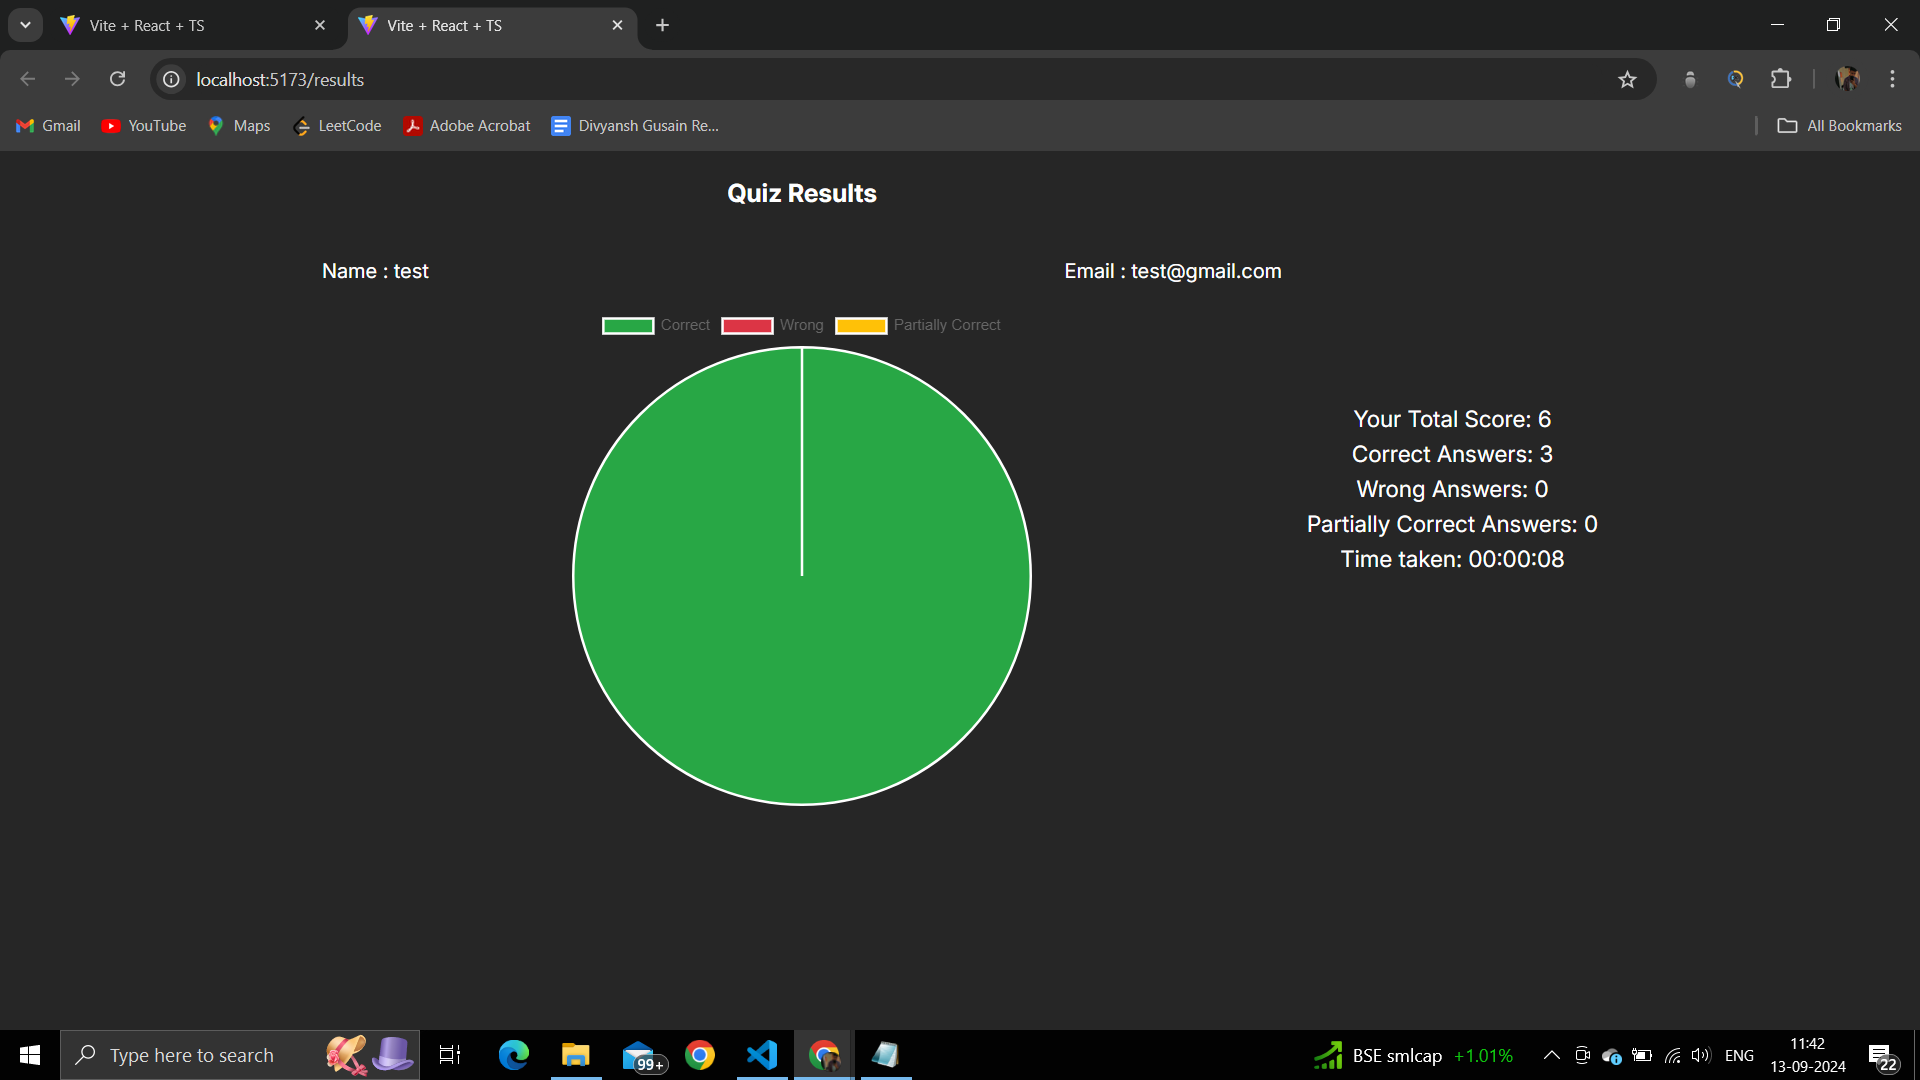 Vite + React + TS
Vite + React + TS
localhost:5173/results
Gmail
YouTube
Maps
LeetCode
Adobe Acrobat
Divyansh Gusain Re...
All Bookmarks
Quiz Results
Name : test
Email : test@gmail.com
Correct
Wrong
Partially Correct
Your Total Score: 6
Correct Answers: 3
Wrong Answers: 0
Partially Correct Answers: 0
Time taken: 00:00:08
Type here to search
99+
BSE smlcap +1.01%
ENG
11:42
13-09-2024
22